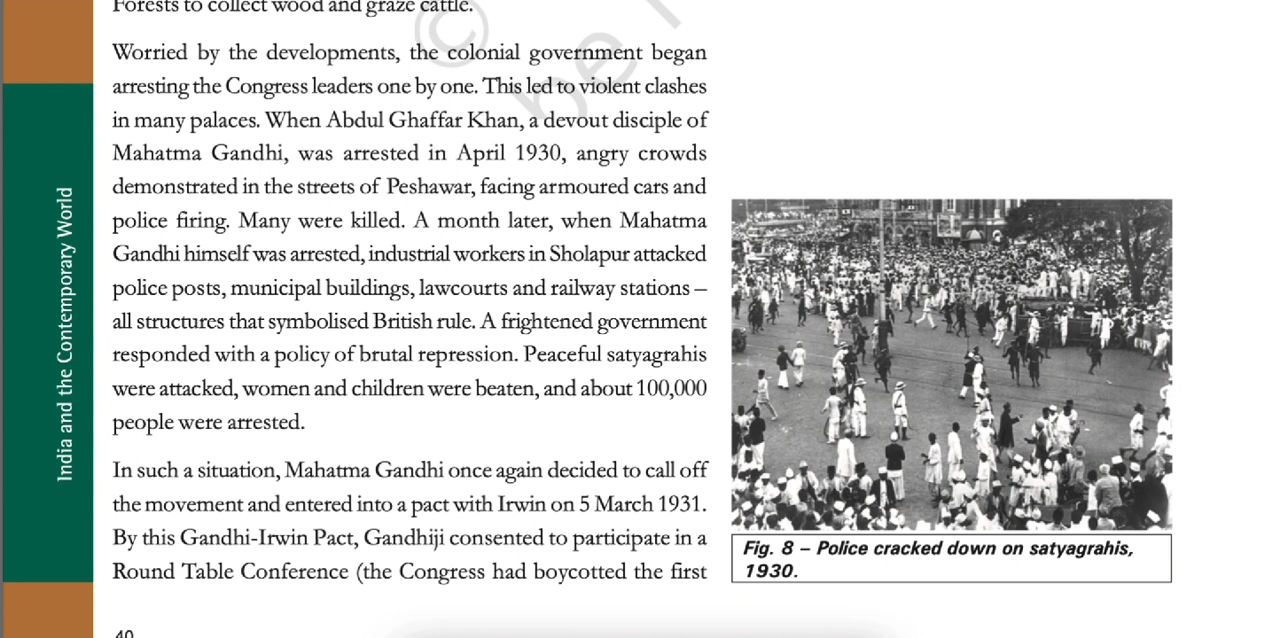 Forests to collect wood and graze cattle.
Worried by the developments, the colonial government began
arresting the Congress leaders one by one. This led to violent clashes
in many palaces. When Abdul Ghaffar Khan, a devout disciple of
Mahatma Gandhi, was arrested in April 1930, angry crowds
demonstrated in the streets of Peshawar, facing armoured cars and
police firing. Many were killed. A month later, when Mahatma
Gandhi himself was arrested, industrial workers in Sholapur attacked
police posts, municipal buildings, lawcourts and railway stations –
all structures that symbolised British rule. A frightened government
responded with a policy of brutal repression. Peaceful satyagrahis
were attacked, women and children were beaten, and about 100,000
people were arrested.
In such a situation, Mahatma Gandhi once again decided to call off
the movement and entered into a pact with Irwin on 5 March 1931.
By this Gandhi-Irwin Pact, Gandhiji consented to participate in a
Round Table Conference (the Congress had boycotted the first
Fig. 8 – Police cracked down on satyagrahis,
1930.
India and the Contemporary World
40
©
be